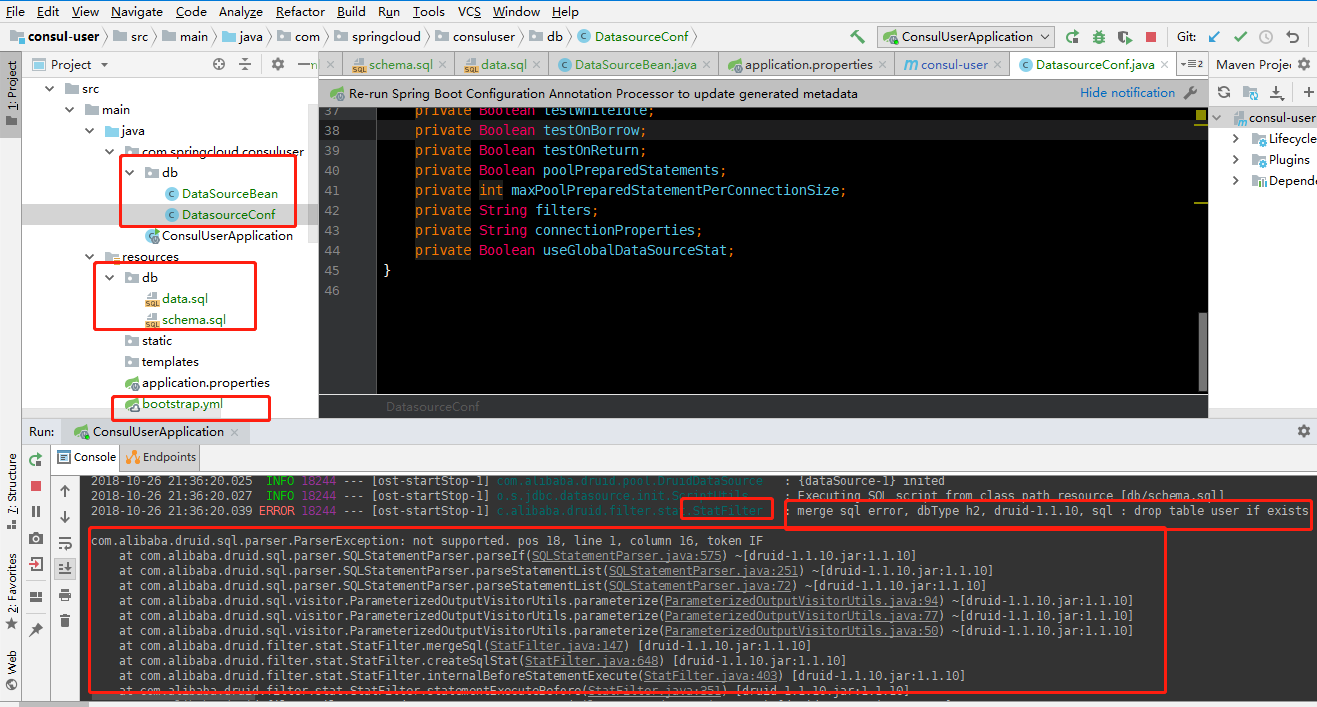 File Edit View Navigate Code Analyze Refactor Build Run Tools VCS Window Help
consul-user src main java com springcloud consuluser db DatasourceConf ConsulUserApplication Git:
1: Project
Project
schema.sql data.sql DataSourceBean.java application.properties consul-user DatasourceConf.java Maven Projec
Re-run Spring Boot Configuration Annotation Processor to update generated metadata Hide notification
src
main
java
com.springcloud.consuluser
db
DataSourceBean
DatasourceConf
ConsulUserApplication
resources
db
data.sql
schema.sql
static
templates
application.properties
bootstrap.yml
37 private Boolean testWhileIdle;
38 private Boolean testOnBorrow;
39 private Boolean testOnReturn;
40 private Boolean poolPreparedStatements;
41 private int maxPoolPreparedStatementPerConnectionSize;
42 private String filters;
43 private String connectionProperties;
44 private Boolean useGlobalDataSourceStat;
45 }
46
DatasourceConf
consul-user
Lifecycle
Plugins
Depende
Run: ConsulUserApplication
Console Endpoints
7: Structure
2: Favorites
Web
2018-10-26 21:36:20.025 INFO 18244 --- [ost-startStop-1] com.alibaba.druid.pool.DruidDataSource : {dataSource-1} inited
2018-10-26 21:36:20.027 INFO 18244 --- [ost-startStop-1] o.s.jdbc.datasource.init.ScriptUtils : Executing SQL script from class path resource [db/schema.sql]
2018-10-26 21:36:20.039 ERROR 18244 --- [ost-startStop-1] c.alibaba.druid.filter.stat.StatFilter : merge sql error, dbType h2, druid-1.1.10, sql : drop table user if exists
com.alibaba.druid.sql.parser.ParserException: not supported. pos 18, line 1, column 16, token IF
at com.alibaba.druid.sql.parser.SQLStatementParser.parseIf(SQLStatementParser.java:575) ~[druid-1.1.10.jar:1.1.10]
at com.alibaba.druid.sql.parser.SQLStatementParser.parseStatementList(SQLStatementParser.java:251) ~[druid-1.1.10.jar:1.1.10]
at com.alibaba.druid.sql.parser.SQLStatementParser.parseStatementList(SQLStatementParser.java:72) ~[druid-1.1.10.jar:1.1.10]
at com.alibaba.druid.sql.visitor.ParameterizedOutputVisitorUtils.parameterize(ParameterizedOutputVisitorUtils.java:94) ~[druid-1.1.10.jar:1.1.10]
at com.alibaba.druid.sql.visitor.ParameterizedOutputVisitorUtils.parameterize(ParameterizedOutputVisitorUtils.java:77) ~[druid-1.1.10.jar:1.1.10]
at com.alibaba.druid.sql.visitor.ParameterizedOutputVisitorUtils.parameterize(ParameterizedOutputVisitorUtils.java:50) ~[druid-1.1.10.jar:1.1.10]
at com.alibaba.druid.filter.stat.StatFilter.mergeSql(StatFilter.java:147) [druid-1.1.10.jar:1.1.10]
at com.alibaba.druid.filter.stat.StatFilter.createSqlStat(StatFilter.java:648) [druid-1.1.10.jar:1.1.10]
at com.alibaba.druid.filter.stat.StatFilter.internalBeforeStatementExecute(StatFilter.java:403) [druid-1.1.10.jar:1.1.10]
at com.alibaba.druid.filter.stat.StatFilter.statementExecuteBefore(StatFilter.java:351) [druid-1.1.10.jar:1.1.10]